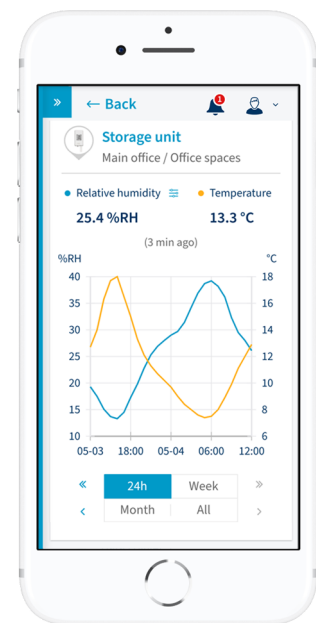 » ← Back 1
Storage unit
Main office / Office spaces
Relative humidity Temperature
25.4 %RH 13.3 °C
(3 min ago)
%RH °C
40 18
35 16
30 14
25 12
20 10
15 8
10 6
05-03 18:00 05-04 06:00 12:00
« 24h Week »
‹ Month All ›